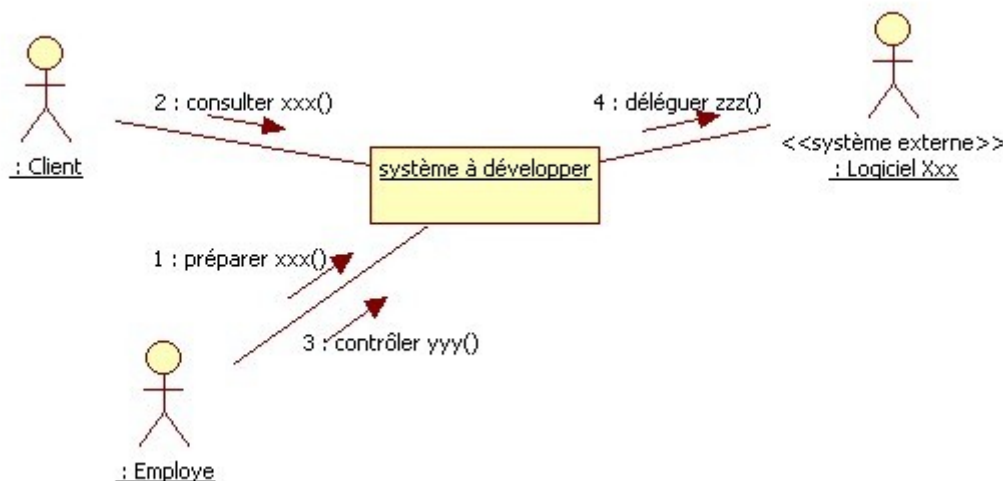 2 : consulter xxx()
4 : déléguer zzz()
<<système externe>>
: Logiciel Xxx
: Client
système à développer
1 : préparer xxx()
3 : contrôler yyy()
: Employe